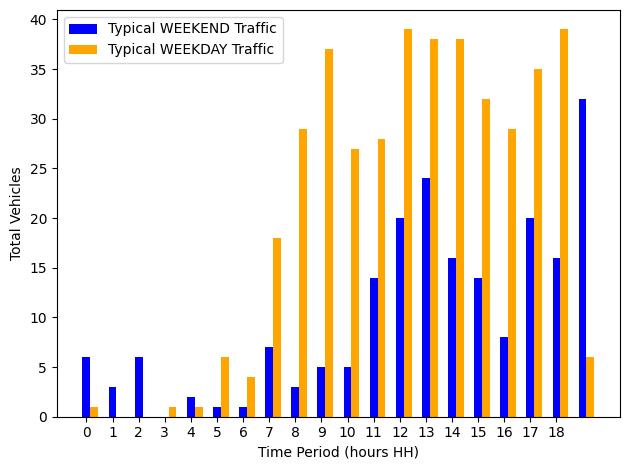 Typical WEEKEND Traffic
Typical WEEKDAY Traffic
40
35
30
25
20
15
10
5
0
Total Vehicles
0 1 2 3 4 5 6 7 8 9 10 11 12 13 14 15 16 17 18
Time Period (hours HH)